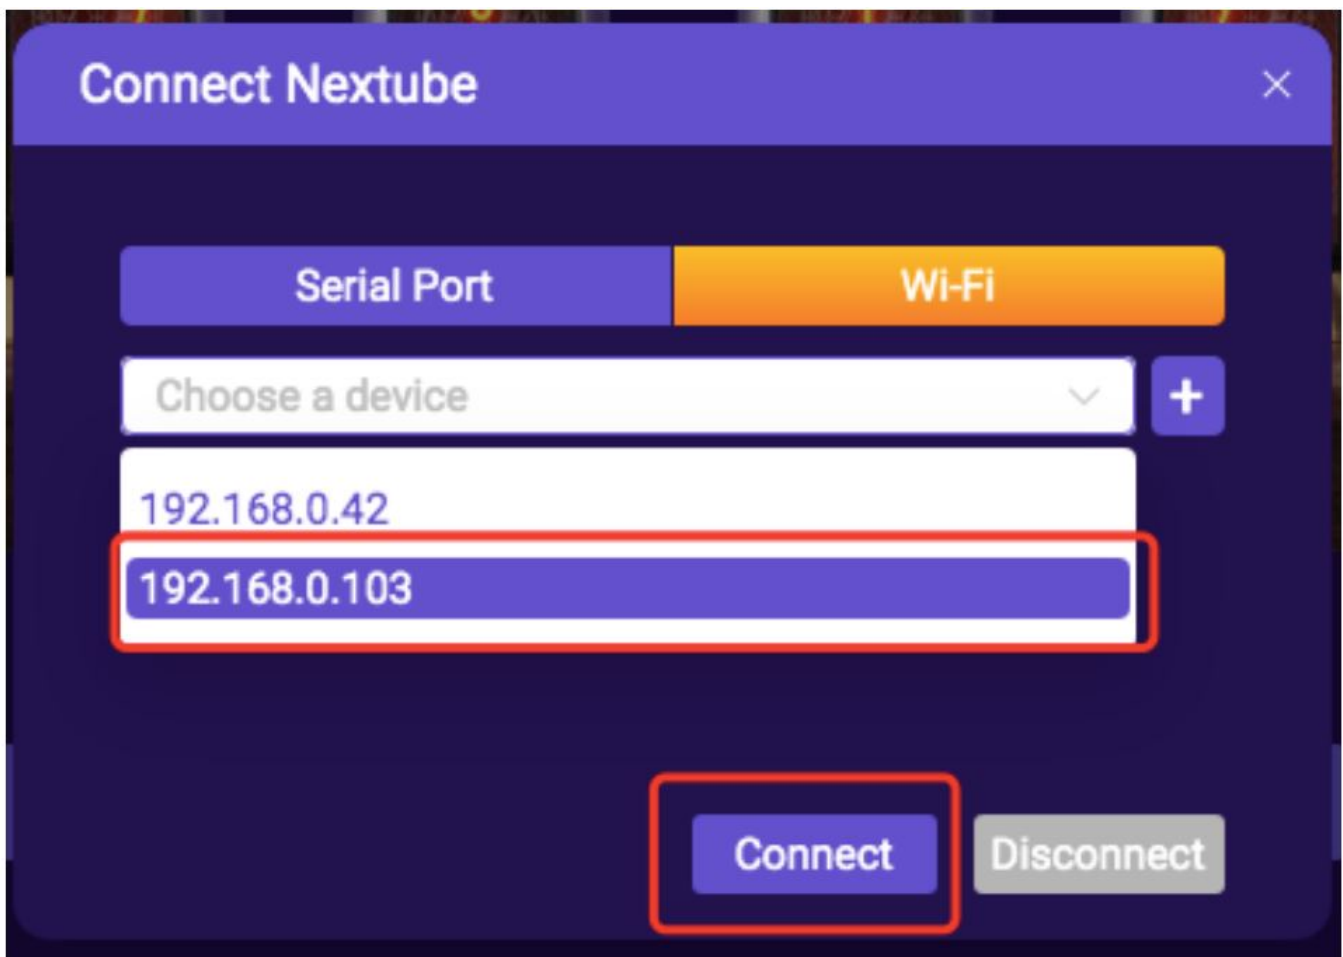 Connect Nextube
Serial Port
Wi-Fi
Choose a device
192.168.0.42
192.168.0.103
Connect
Disconnect